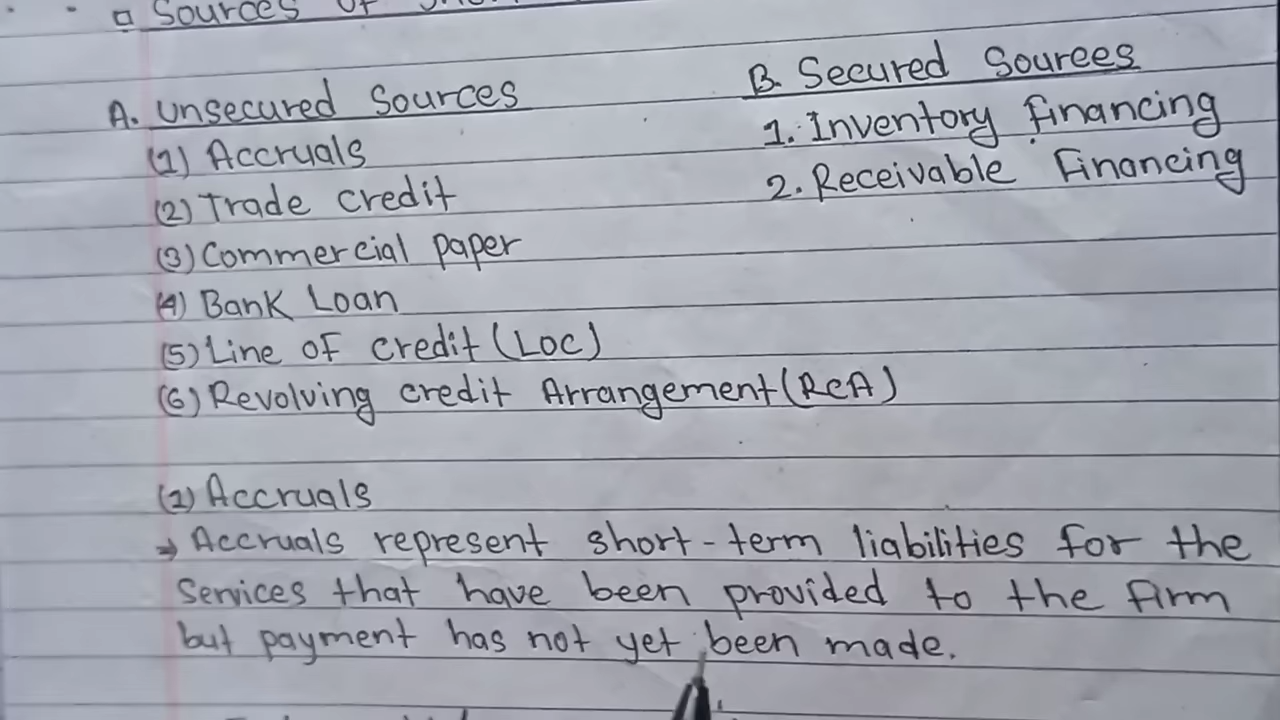 ▫ Sources of
A. Unsecured Sources
(1) Accruals
(2) Trade credit
(3) Commercial paper
(4) Bank Loan
(5) Line of credit (LOC)
(6) Revolving credit Arrangement (RCA)
B. Secured Sourees
1. Inventory financing
2. Receivable Financing
(1) Accruals
→ Accruals represent short-term liabilities for the
Services that have been provided to the firm
but payment has not yet been made.